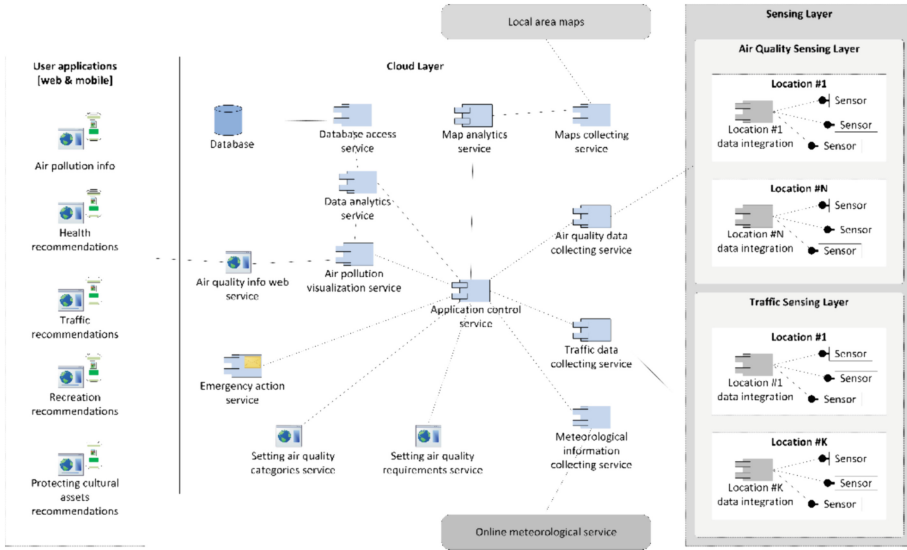 Local area maps
User applications
[web & mobile]
Air pollution info
Health
recommendations
Traffic
recommendations
Recreation
recommendations
Protecting cultural
assets
recommendations
Cloud Layer
Database
Database access
service
Map analytics
service
Maps collecting
service
Data analytics
service
Air quality data
collecting service
Air quality info web
service
Air pollution
visualization service
Application control
service
Traffic data
collecting service
Emergency action
service
Setting air quality
categories service
Setting air quality
requirements service
Meteorological
information
collecting service
Online meteorological service
Sensing Layer
Air Quality Sensing Layer
Location #1
Sensor
Sensor
Sensor
Location #1
data integration
Location #N
Sensor
Sensor
Sensor
Location #N
data integration
Traffic Sensing Layer
Location #1
Sensor
Sensor
Sensor
Location #1
data integration
Location #K
Sensor
Sensor
Sensor
Location #K
data integration